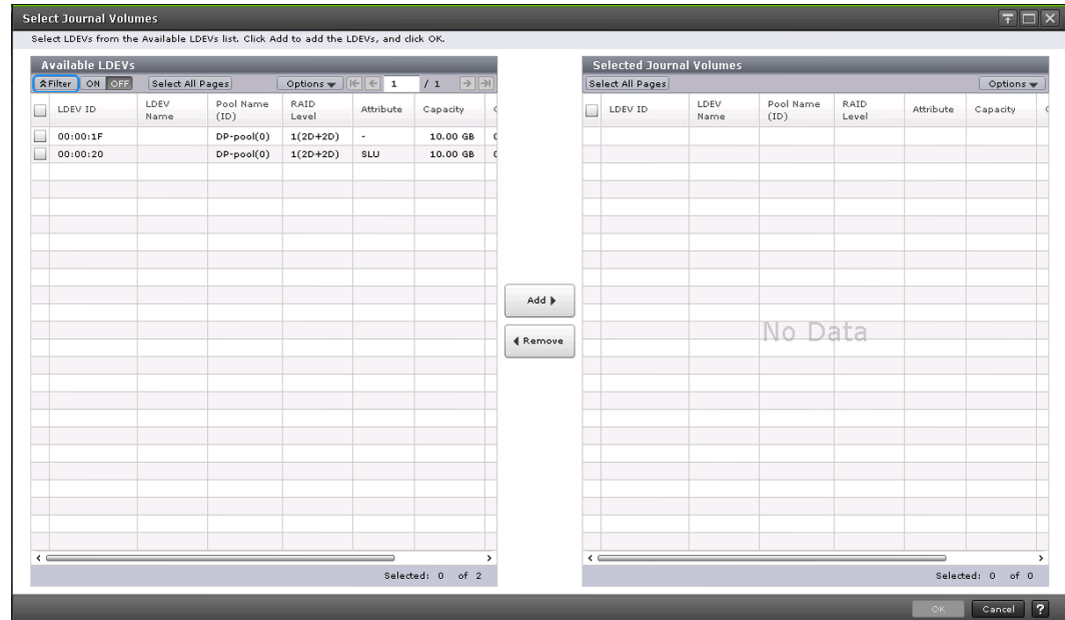 Select Journal Volumes
Select LDEVs from the Available LDEVs list. Click Add to add the LDEVs, and click OK.
Available LDEVs
Filter ON OFF Select All Pages Options 1 / 1
LDEV ID LDEV Name Pool Name (ID) RAID Level Attribute Capacity
00:00:1F DP-pool(0) 1(2D+2D) - 10.00 GB
00:00:20 DP-pool(0) 1(2D+2D) SLU 10.00 GB
Selected: 0 of 2
Add
Remove
Selected Journal Volumes
Select All Pages Options
LDEV ID LDEV Name Pool Name (ID) RAID Level Attribute Capacity
No Data
Selected: 0 of 0
OK Cancel ?